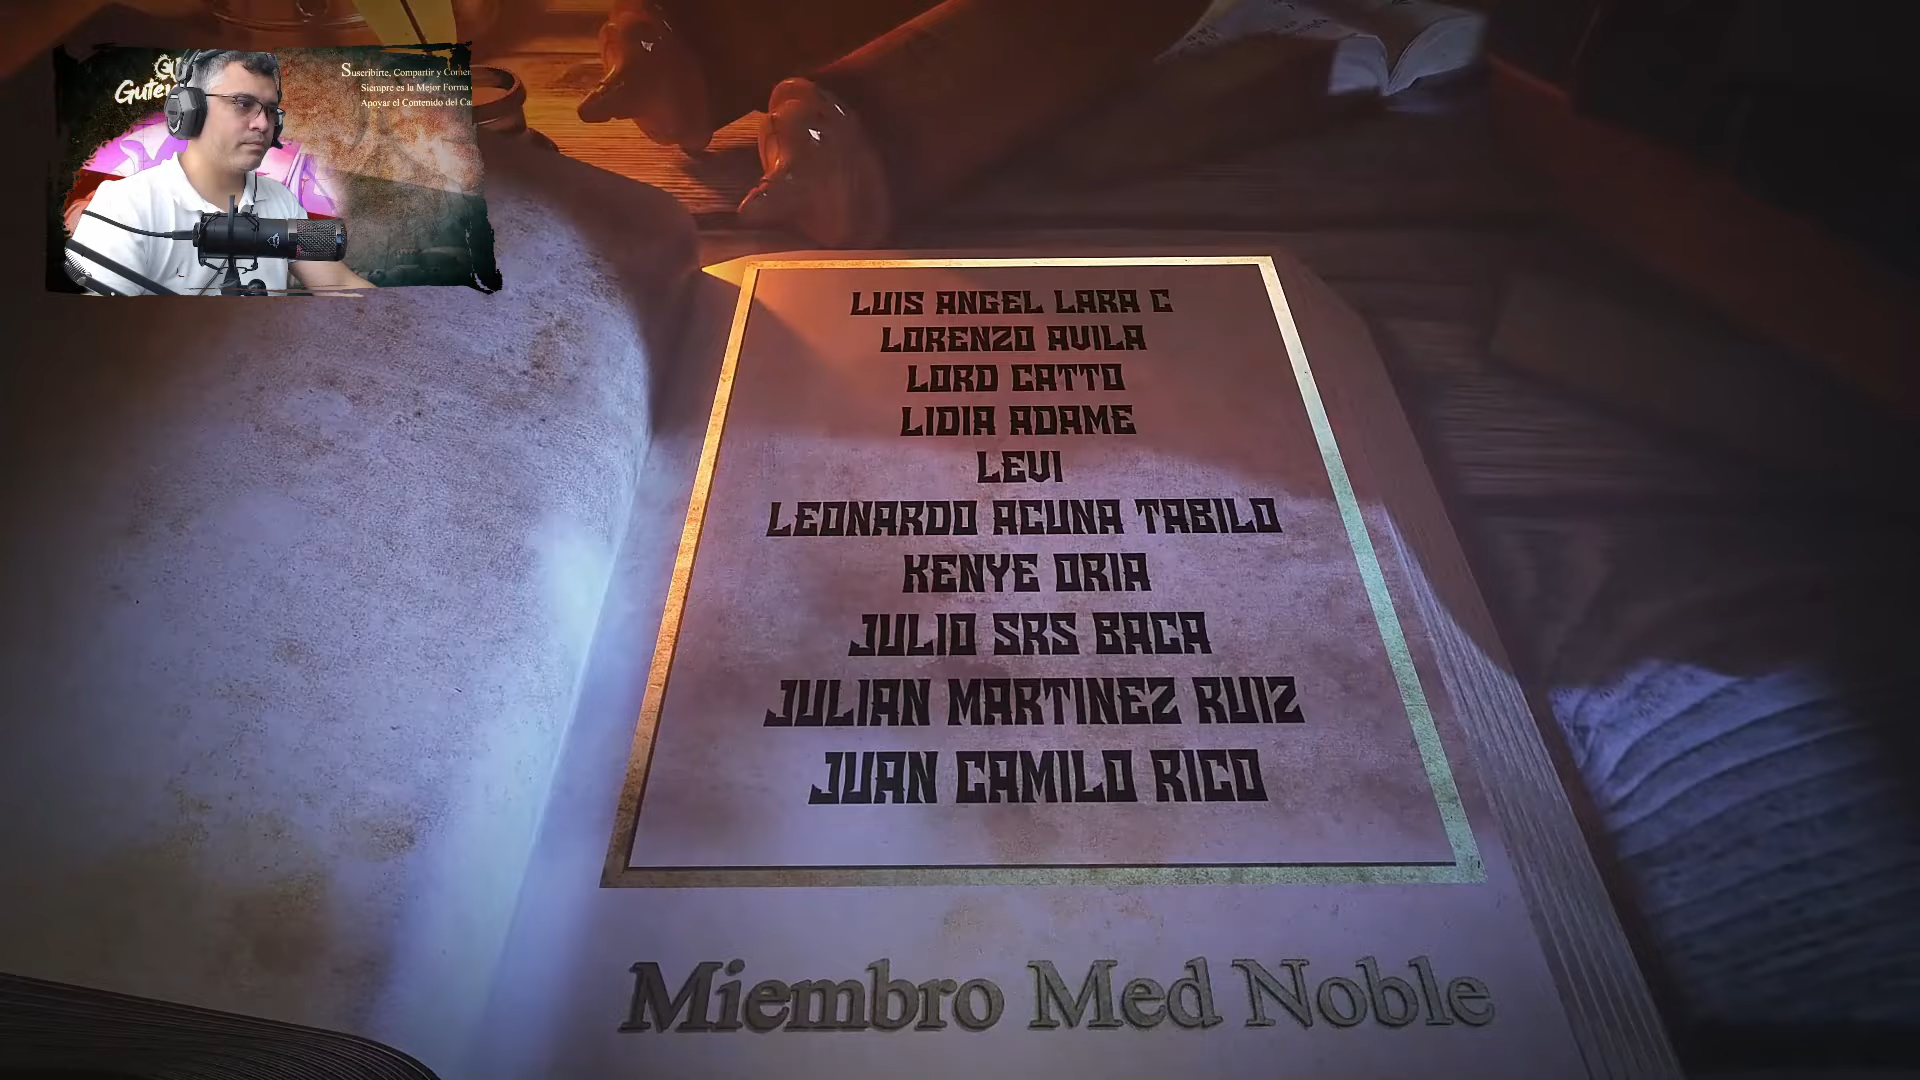 Suscribirte, Compartir y
Siempre es la Mejor Forma
Apoyar el Contenido del
LUIS ANGEL LARA C
LORENZO AVILA
LORD CATTO
LIDIA ADAME
LEVI
LEONARDO ACUNA TABILO
KENYE ORIA
JULIO SRS BACA
JULIAN MARTINEZ RUIZ
JUAN CAMILO RICO
Miembro Med Noble